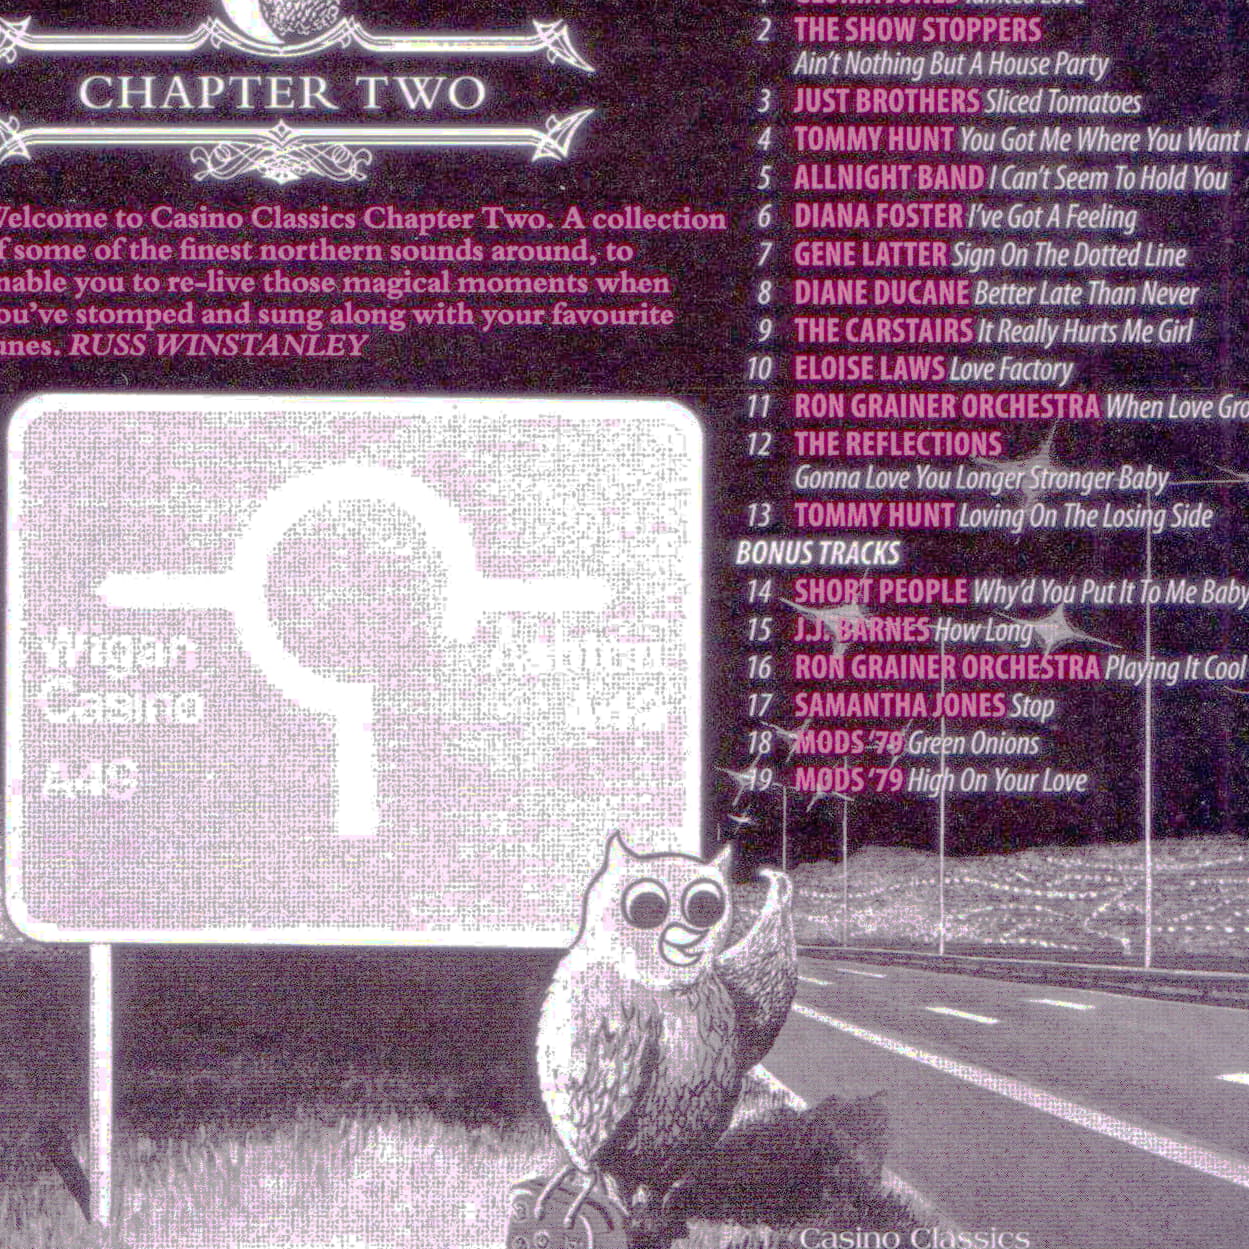 CHAPTER TWO
Welcome to Casino Classics Chapter Two. A collection
of some of the finest northern sounds around, to
enable you to re-live those magical moments when
you've stomped and sung along with your favourite
tunes. RUSS WINSTANLEY
2 THE SHOW STOPPERS
Ain't Nothing But A House Party
3 JUST BROTHERS Sliced Tomatoes
4 TOMMY HUNT You Got Me Where You Want
5 ALLNIGHT BAND I Can't Seem To Hold You
6 DIANA FOSTER I've Got A Feeling
7 GENE LATTER Sign On The Dotted Line
8 DIANE DUCANE Better Late Than Never
9 THE CARSTAIRS It Really Hurts Me Girl
10 ELOISE LAWS Love Factory
11 RON GRAINER ORCHESTRA When Love Gro
12 THE REFLECTIONS
Gonna Love You Longer Stronger Baby
13 TOMMY HUNT Loving On The Losing Side
BONUS TRACKS
14 SHORT PEOPLE Why'd You Put It To Me Baby
15 J.J. BARNES How Long
16 RON GRAINER ORCHESTRA Playing It Cool
17 SAMANTHA JONES Stop
18 MODS '79 Green Onions
19 MODS '79 High On Your Love
Wigan
Casino
A49
Casino Classics